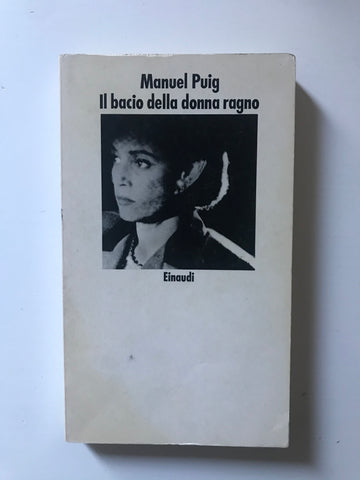 Manuel Puig
Il bacio della donna ragno
Einaudi